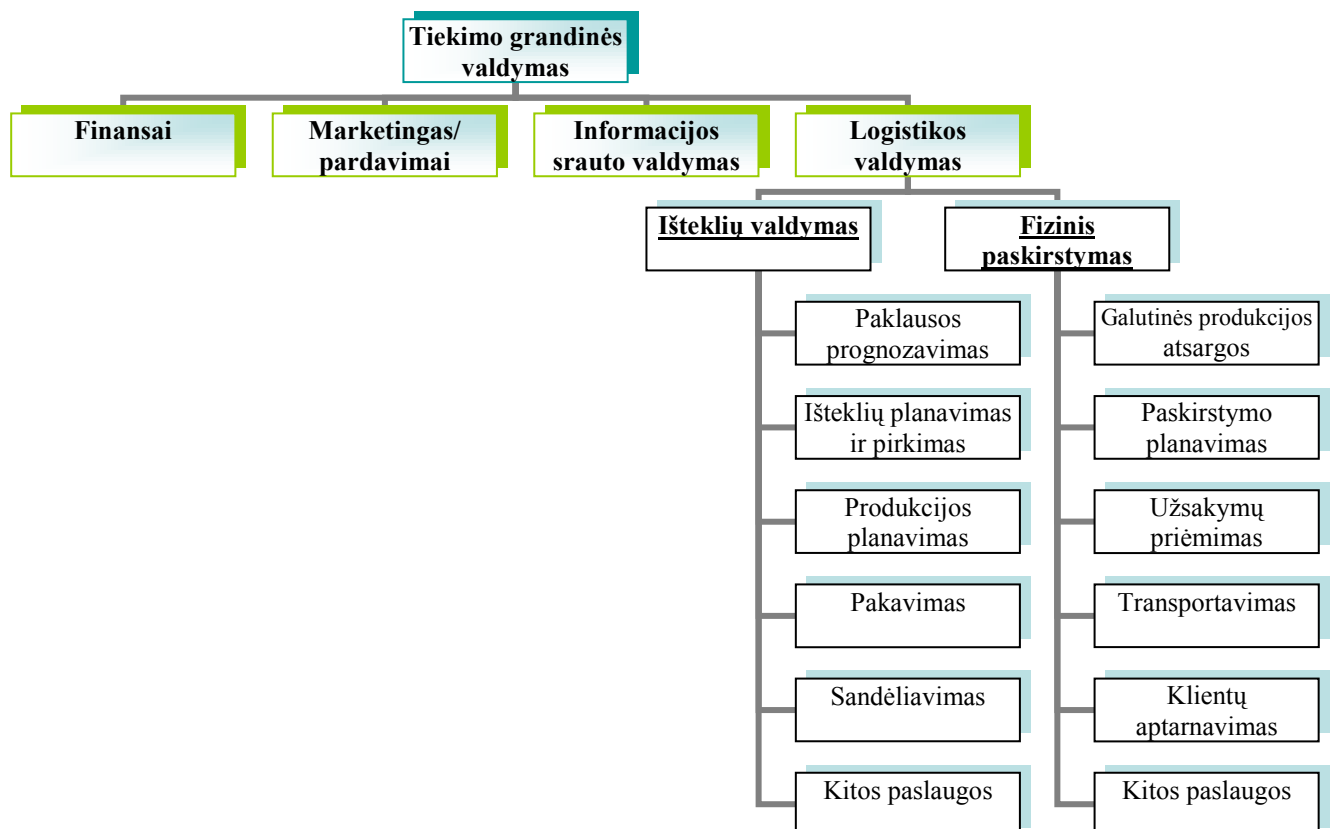 Tiekimo grandinės
valdymas
Finansai
Marketingas/
pardavimai
Informacijos
srauto valdymas
Logistikos
valdymas
Išteklių valdymas
Fizinis
paskirstymas
Paklausos
prognozavimas
Išteklių planavimas
ir pirkimas
Produkcijos
planavimas
Pakavimas
Sandėliavimas
Kitos paslaugos
Galutinės produkcijos
atsargos
Paskirstymo
planavimas
Užsakymų
priėmimas
Transportavimas
Klientų
aptarnavimas
Kitos paslaugos